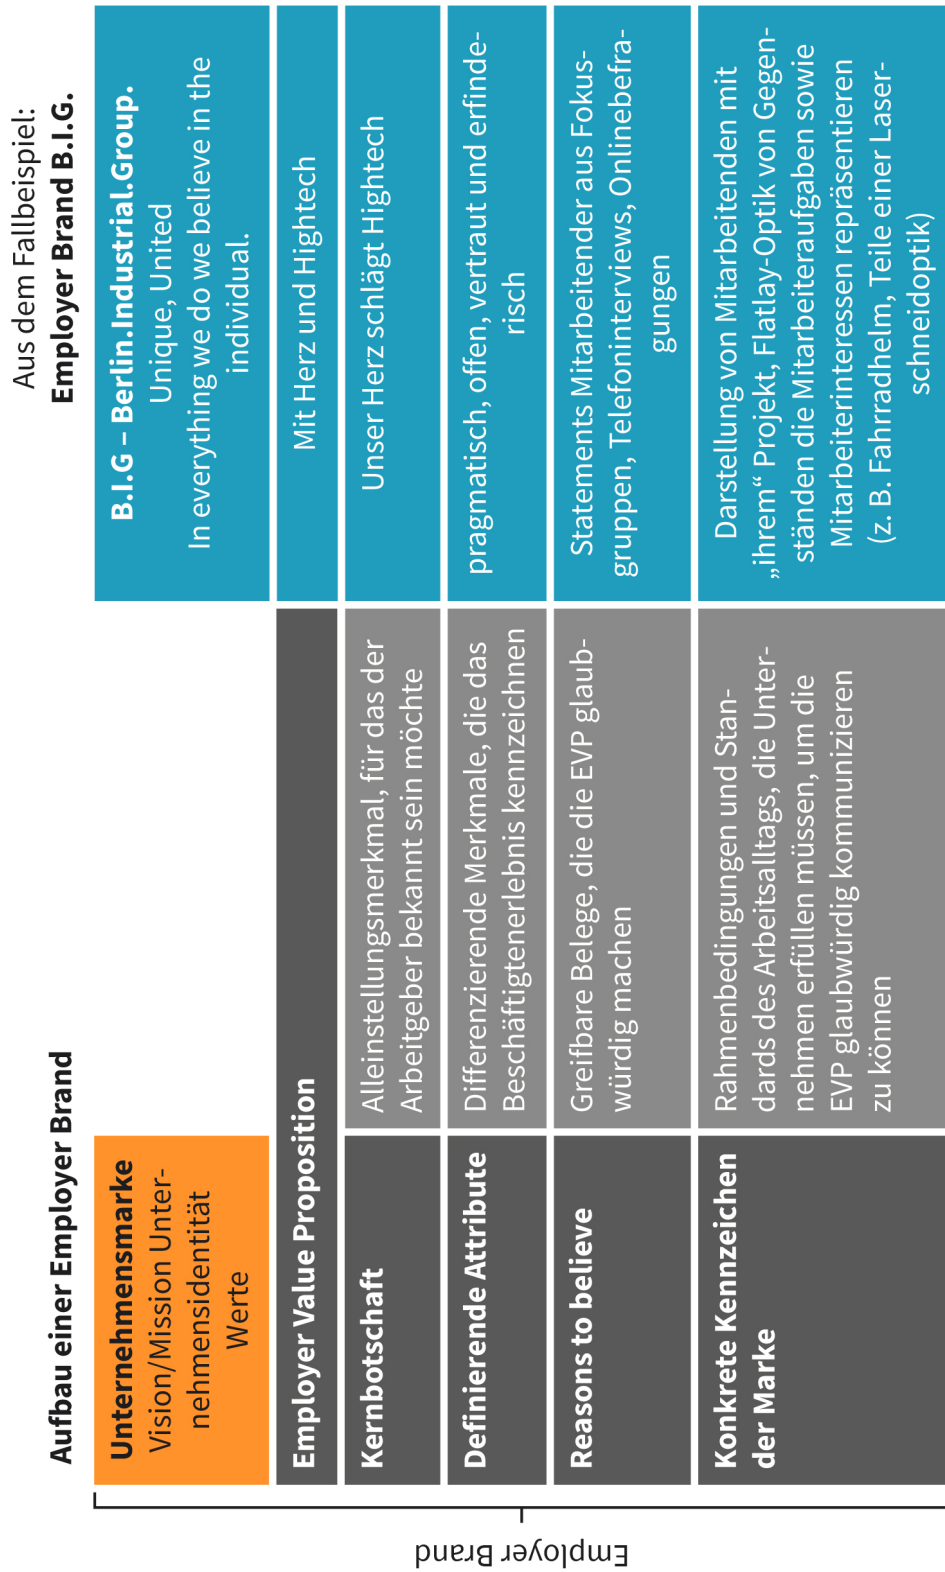 Aufbau einer Employer Brand
Aus dem Fallbeispiel:
Employer Brand B.I.G.
Employer Brand
Unternehmensmarke
Vision/Mission Unter-
nehmensidentität
Werte
B.I.G – Berlin.Industrial.Group.
Unique, United
In everything we do we believe in the
individual.
Employer Value Proposition
Mit Herz und Hightech
Kernbotschaft
Alleinstellungsmerkmal, für das der
Arbeitgeber bekannt sein möchte
Unser Herz schlägt Hightech
Definierende Attribute
Differenzierende Merkmale, die das
Beschäftigtenerlebnis kennzeichnen
pragmatisch, offen, vertraut und erfinde-
risch
Reasons to believe
Greifbare Belege, die die EVP glaub-
würdig machen
Statements Mitarbeitender aus Fokus-
gruppen, Telefoninterviews, Onlinebefra-
gungen
Konkrete Kennzeichen
der Marke
Rahmenbedingungen und Stan-
dards des Arbeitsalltags, die Unter-
nehmen erfüllen müssen, um die
EVP glaubwürdig kommunizieren
zu können
Darstellung von Mitarbeitenden mit
„ihrem“ Projekt, Flatlay-Optik von Gegen-
ständen die Mitarbeiteraufgaben sowie
Mitarbeiterinteressen repräsentieren
(z. B. Fahrradhelm, Teile einer Laser-
schneidoptik)